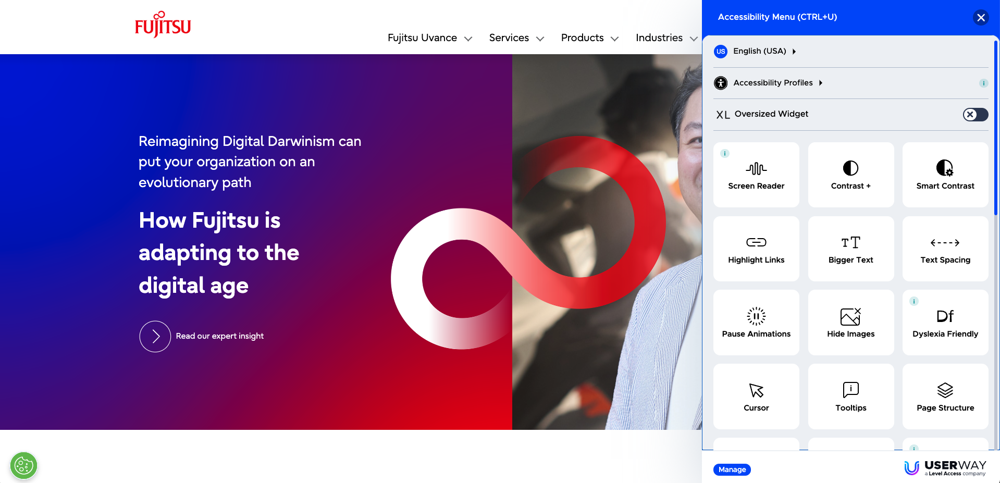 FUJITSU
Fujitsu Uvance
Services
Products
Industries
Reimagining Digital Darwinism can
put your organization on an
evolutionary path
How Fujitsu is
adapting to the
digital age
Read our expert insight
Accessibility Menu (CTRL+U)
US English (USA)
Accessibility Profiles
i
XL Oversized Widget
i
Screen Reader
Contrast +
Smart Contrast
Highlight Links
TT
Bigger Text
Text Spacing
Pause Animations
Hide Images
i
Df
Dyslexia Friendly
Cursor
i
Tooltips
Page Structure
i
Manage
USERWAY
a Level Access company